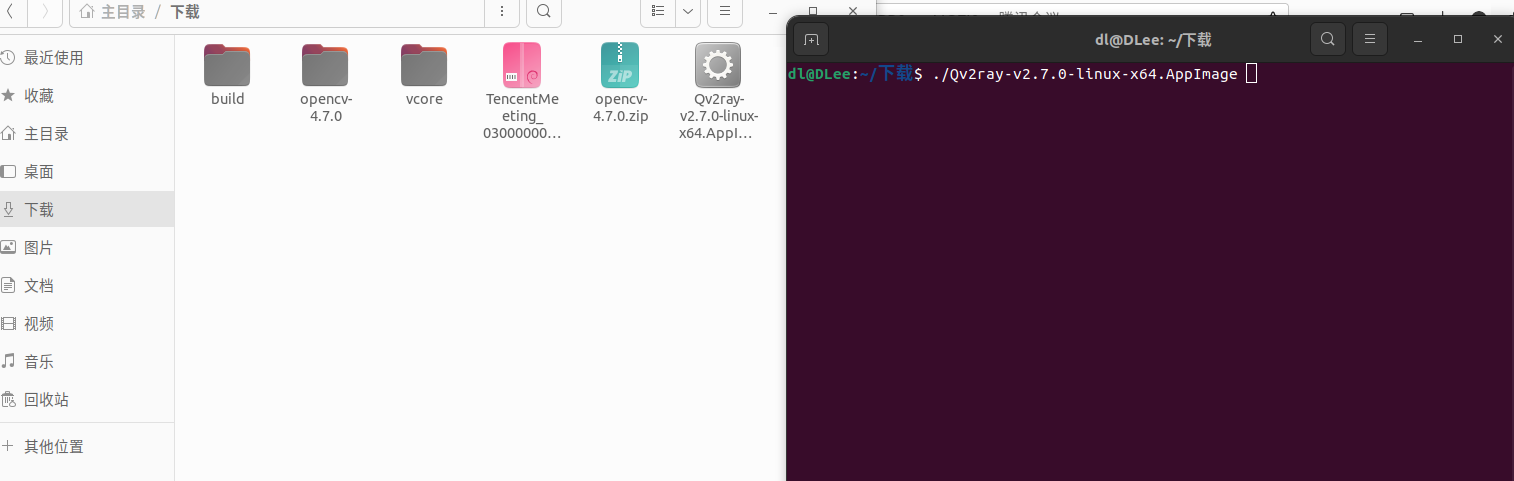 主目录 / 下载
最近使用
收藏
主目录
桌面
下载
图片
文档
视频
音乐
回收站
其他位置
build
opencv-
4.7.0
vcore
TencentMe
eting_
03000000...
opencv-
4.7.0.zip
Qv2ray-
v2.7.0-linux-
x64.AppI...
dl@DLee: ~/下载
dl@DLee:~/下载$ ./Qv2ray-v2.7.0-linux-x64.AppImage